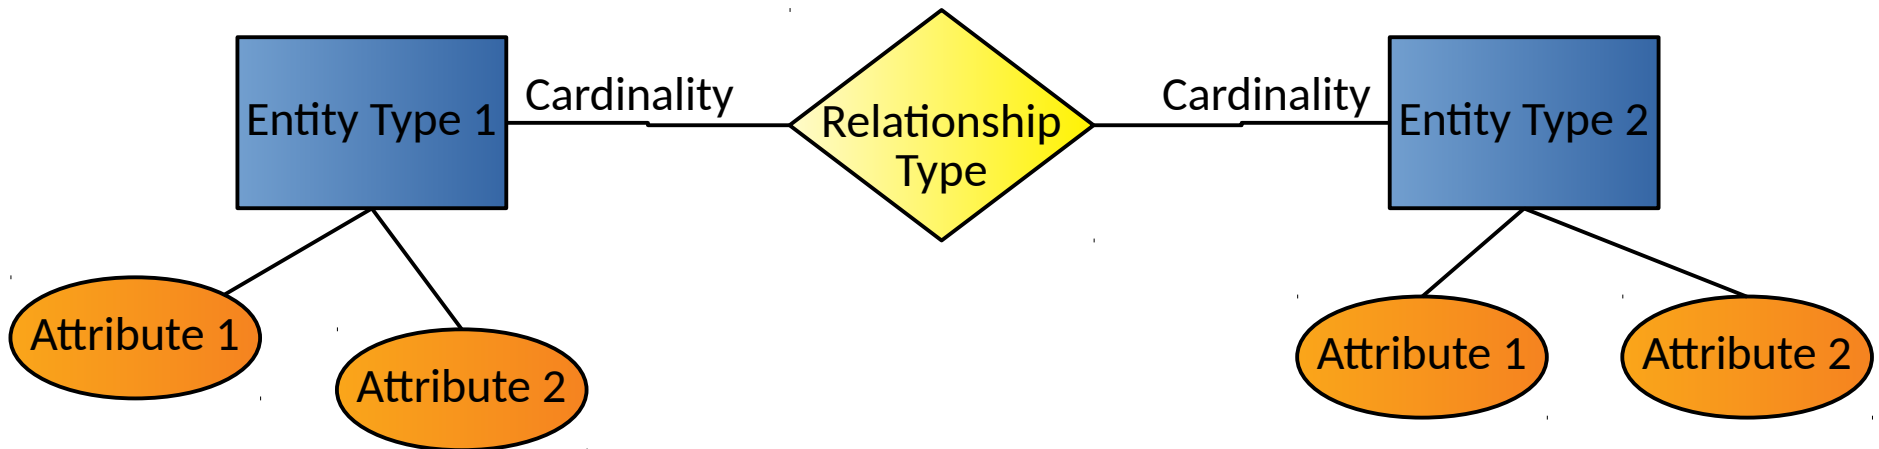 Entity Type 1
Cardinality
Relationship
Type
Cardinality
Entity Type 2
Attribute 1
Attribute 2
Attribute 1
Attribute 2